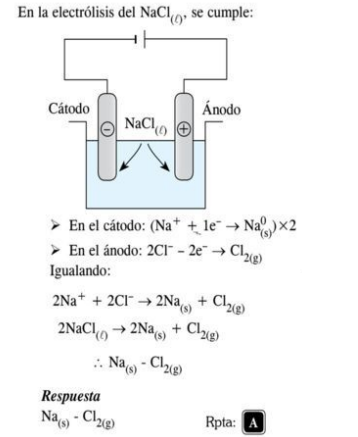 En la electrólisis del NaCl₍ℓ₎, se cumple:
Cátodo
Ánodo
NaCl₍ℓ₎
⊖
⊕
➢ En el cátodo: (Na⁺ + 1e⁻ → Na⁰₍s₎)×2
➢ En el ánodo: 2Cl⁻ − 2e⁻ → Cl₂₍g₎
Igualando:
2Na⁺ + 2Cl⁻ → 2Na₍s₎ + Cl₂₍g₎
2NaCl₍ℓ₎ → 2Na₍s₎ + Cl₂₍g₎
∴ Na₍s₎ - Cl₂₍g₎
Respuesta
Na₍s₎ - Cl₂₍g₎
Rpta: A